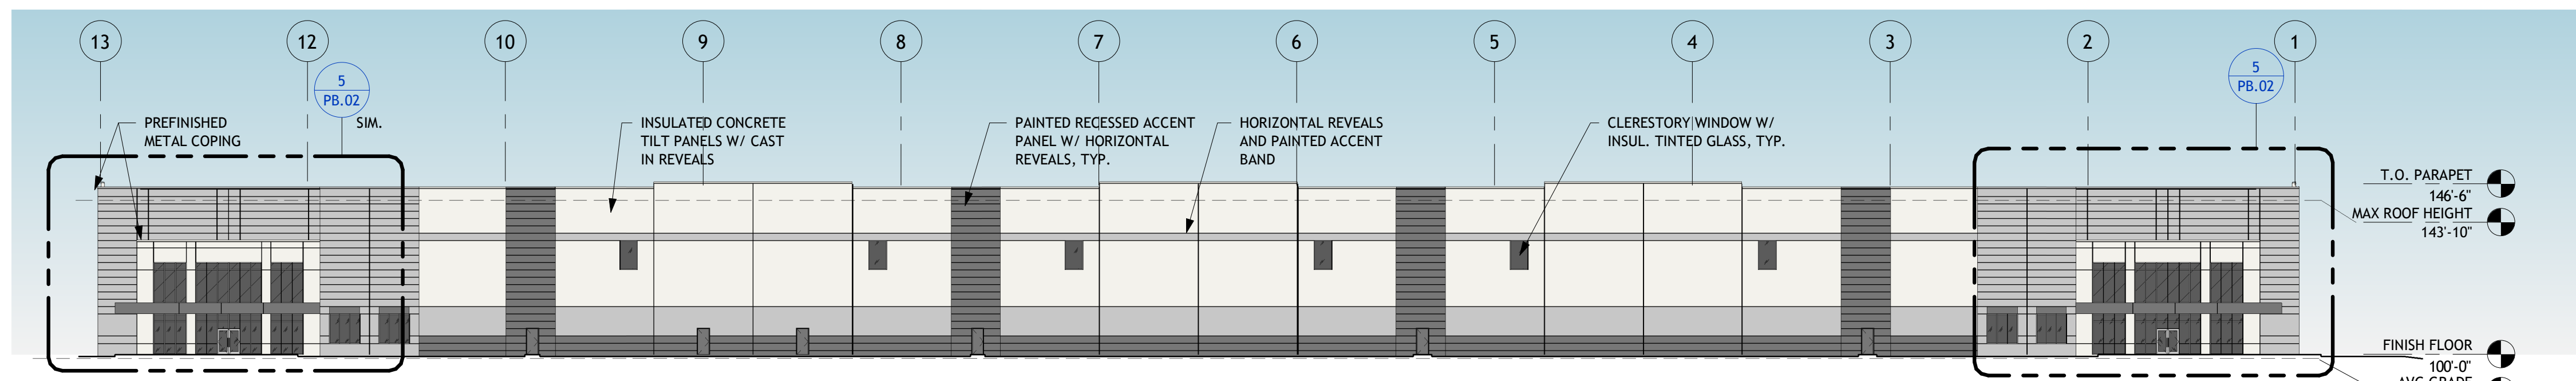 13
12
10
9
8
7
6
5
4
3
2
1
5
PB.02
SIM.
5
PB.02
PREFINISHED
METAL COPING
INSULATED CONCRETE
TILT PANELS W/ CAST
IN REVEALS
PAINTED RECESSED ACCENT
PANEL W/ HORIZONTAL
REVEALS, TYP.
HORIZONTAL REVEALS
AND PAINTED ACCENT
BAND
CLERESTORY WINDOW W/
INSUL. TINTED GLASS, TYP.
T.O. PARAPET
146'-6"
MAX ROOF HEIGHT
143'-10"
FINISH FLOOR
100'-0"
AVG GRADE